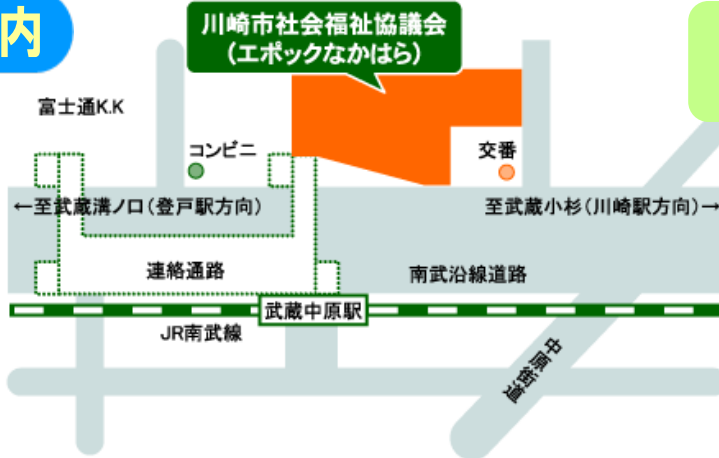 内
川崎市社会福祉協議会
(エポックなかはら)
富士通K.K
コンビニ
交番
←至武蔵溝ノ口(登戸駅方向)
至武蔵小杉(川崎駅方向)→
連絡通路
南武沿線道路
武蔵中原駅
JR南武線
中原街道